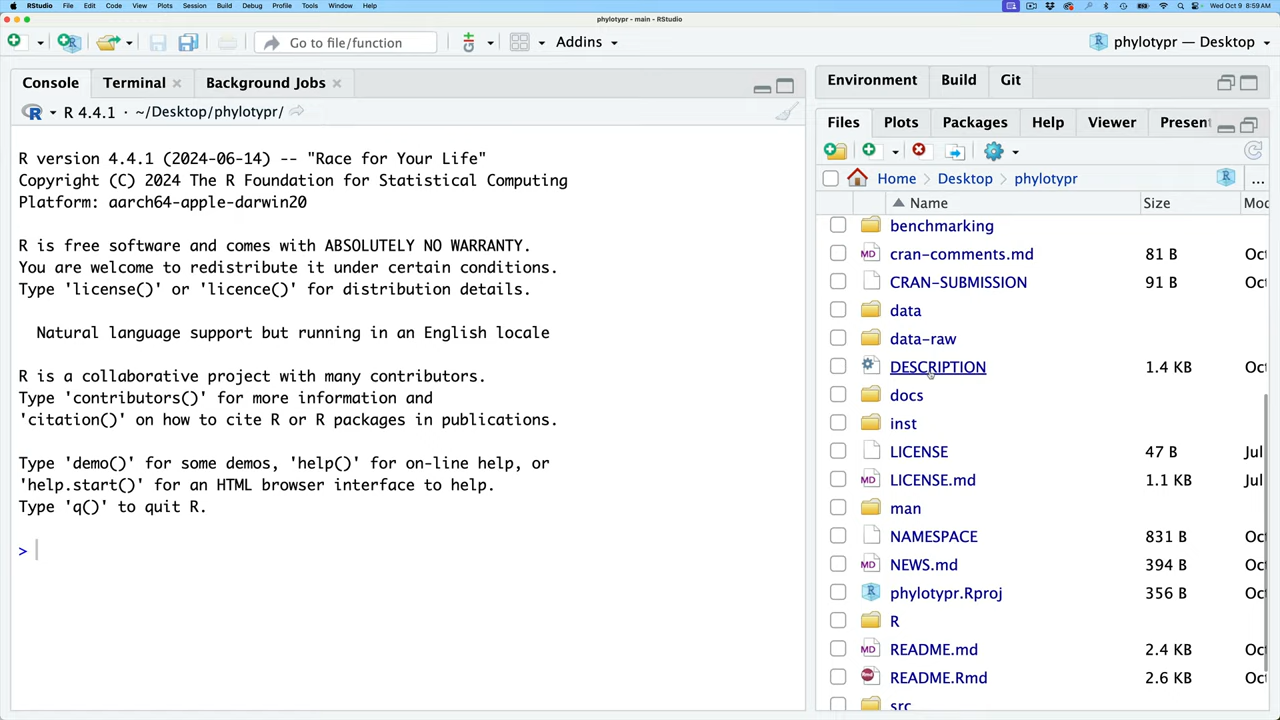 RStudio File Edit Code View Plots Session Build Debug Profile Tools Window Help Wed Oct 9 8:59 AM
phylotypr - main - RStudio
Go to file/function Addins phylotypr — Desktop
Console Terminal Background Jobs
R 4.4.1 · ~/Desktop/phylotypr/
R version 4.4.1 (2024-06-14) -- "Race for Your Life"
Copyright (C) 2024 The R Foundation for Statistical Computing
Platform: aarch64-apple-darwin20
R is free software and comes with ABSOLUTELY NO WARRANTY.
You are welcome to redistribute it under certain conditions.
Type 'license()' or 'licence()' for distribution details.
Natural language support but running in an English locale
R is a collaborative project with many contributors.
Type 'contributors()' for more information and
'citation()' on how to cite R or R packages in publications.
Type 'demo()' for some demos, 'help()' for on-line help, or
'help.start()' for an HTML browser interface to help.
Type 'q()' to quit R.
>
Environment Build Git
Files Plots Packages Help Viewer Present
Home Desktop phylotypr ...
Name Size Moc
benchmarking
cran-comments.md 81 B Oct
CRAN-SUBMISSION 91 B Oct
data
data-raw
DESCRIPTION 1.4 KB Oct
docs
inst
LICENSE 47 B Jul
LICENSE.md 1.1 KB Jul
man
NAMESPACE 831 B Oct
NEWS.md 394 B Oct
phylotypr.Rproj 356 B Oct
R
README.md 2.4 KB Oct
README.Rmd 2.6 KB Oct
src